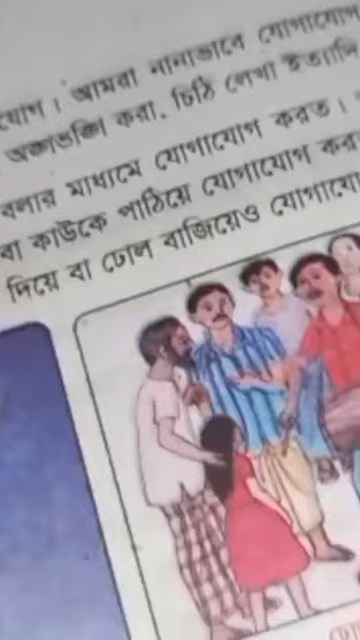 যোগ। আমরা নানাভাবে যোগাযোগ
অঙ্গভঙ্গি করা, চিঠি লেখা ইত্যাদি
বলার মাধ্যমে যোগাযোগ করত।
বা কাউকে পাঠিয়ে যোগাযোগ কর
দিয়ে বা ঢোল বাজিয়েও যোগাযো